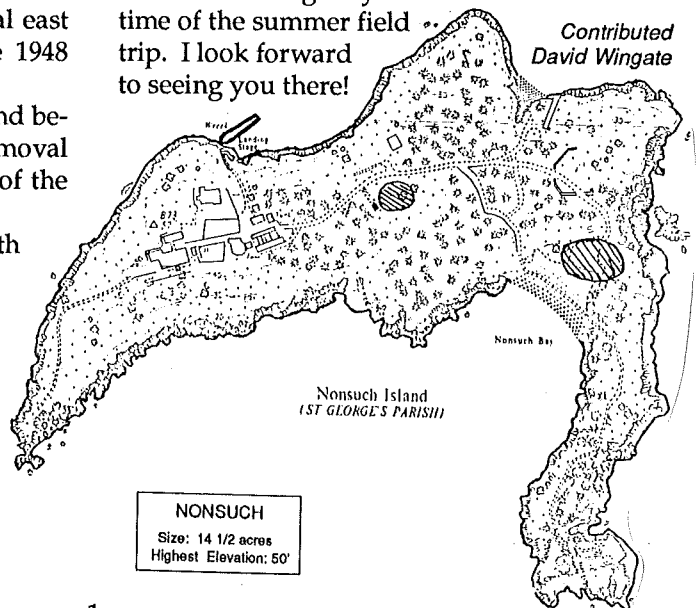 al east
e 1948
nd be-
moval
of the
th
time of the summer field
trip. I look forward
to seeing you there!
Contributed
David Wingate
Wreck
Landing
Nonsuch Bay
Nonsuch Island
(ST GEORGE'S PARISH)
NONSUCH
Size: 14 1/2 acres
Highest Elevation: 50'